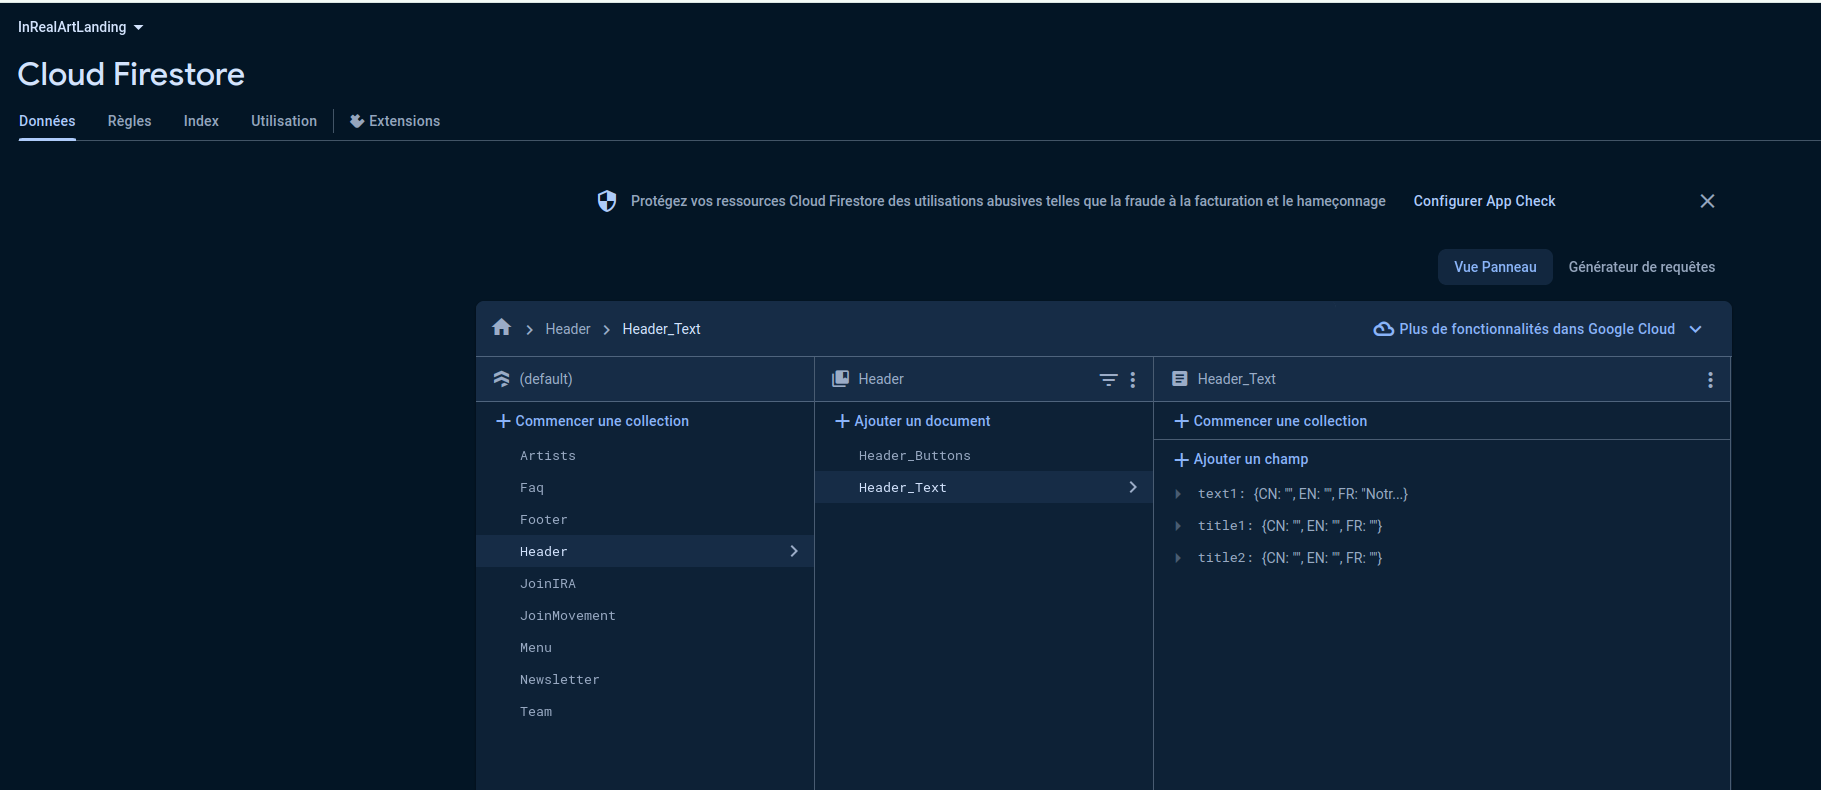 InRealArtLanding
Cloud Firestore
Données Règles Index Utilisation Extensions
Protégez vos ressources Cloud Firestore des utilisations abusives telles que la fraude à la facturation et le hameçonnage Configurer App Check
Vue Panneau Générateur de requêtes
Header Header_Text Plus de fonctionnalités dans Google Cloud
(default)
+ Commencer une collection
Artists
Faq
Footer
Header
JoinIRA
JoinMovement
Menu
Newsletter
Team
Header
+ Ajouter un document
Header_Buttons
Header_Text
Header_Text
+ Commencer une collection
+ Ajouter un champ
text1: {CN: "", EN: "", FR: "Notr...}
title1: {CN: "", EN: "", FR: ""}
title2: {CN: "", EN: "", FR: ""}